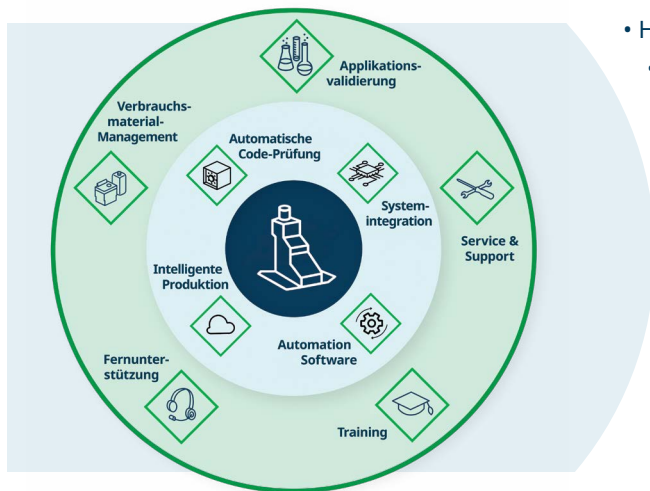 • H
•
Applikations-
validierung
Verbrauchs-
material-
Management
Automatische
Code-Prüfung
System-
integration
Service &
Support
Intelligente
Produktion
Automation
Software
Fernunter-
stützung
Training